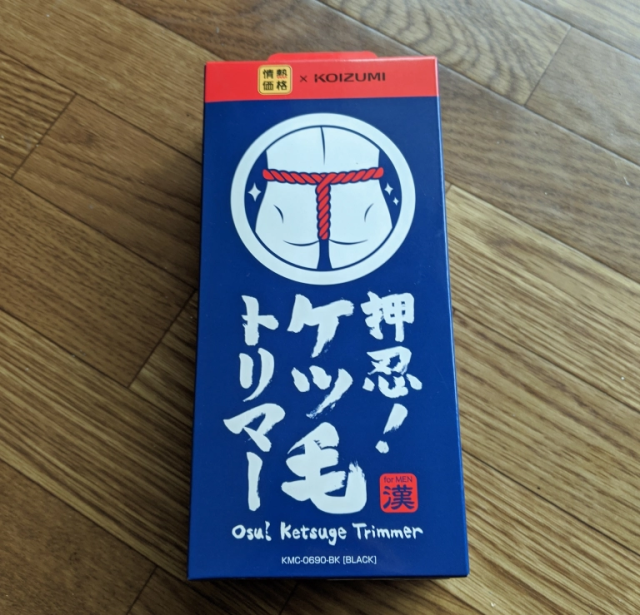 情熱
価格
× KOIZUMI
押忍!
ケツ毛
トリマー
for MEN
漢
Osu! Ketsuge Trimmer
KMC-0690-BK [BLACK]